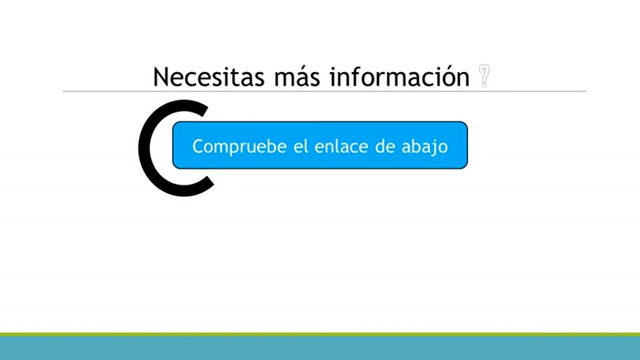 Necesitas más información ?
Compruebe el enlace de abajo